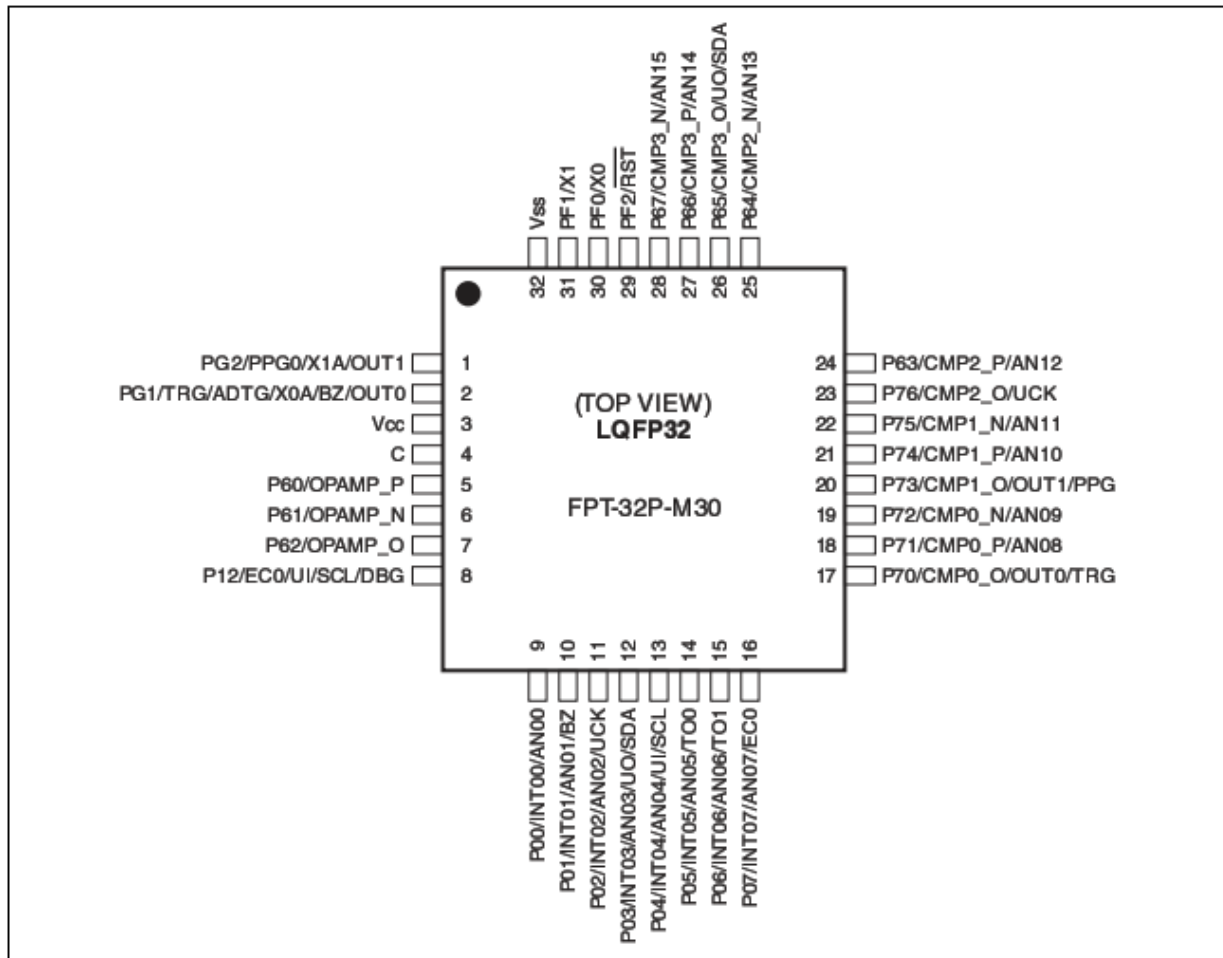 Vss
PF1/X1
PF0/X0
PF2/RST
P67/CMP3_N/AN15
P66/CMP3_P/AN14
P65/CMP3_O/UO/SDA
P64/CMP2_N/AN13
32
31
30
29
28
27
26
25
PG2/PPG0/X1A/OUT1 1
PG1/TRG/ADTG/X0A/BZ/OUT0 2
Vcc 3
C 4
P60/OPAMP_P 5
P61/OPAMP_N 6
P62/OPAMP_O 7
P12/EC0/UI/SCL/DBG 8
(TOP VIEW)
LQFP32
FPT-32P-M30
24 P63/CMP2_P/AN12
23 P76/CMP2_O/UCK
22 P75/CMP1_N/AN11
21 P74/CMP1_P/AN10
20 P73/CMP1_O/OUT1/PPG
19 P72/CMP0_N/AN09
18 P71/CMP0_P/AN08
17 P70/CMP0_O/OUT0/TRG
9
10
11
12
13
14
15
16
P00/INT00/AN00
P01/INT01/AN01/BZ
P02/INT02/AN02/UCK
P03/INT03/AN03/UO/SDA
P04/INT04/AN04/UI/SCL
P05/INT05/AN05/TO0
P06/INT06/AN06/TO1
P07/INT07/AN07/EC0